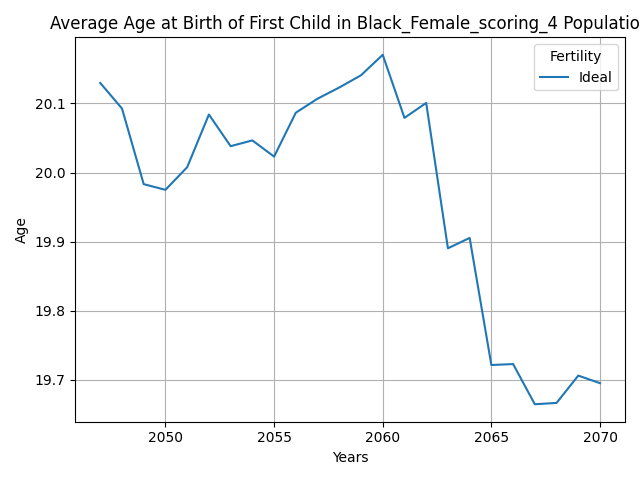 Average Age at Birth of First Child in Black_Female_scoring_4 Populatio
Fertility
Ideal
20.1
20.0
19.9
19.8
19.7
Age
2050 2055 2060 2065 2070
Years